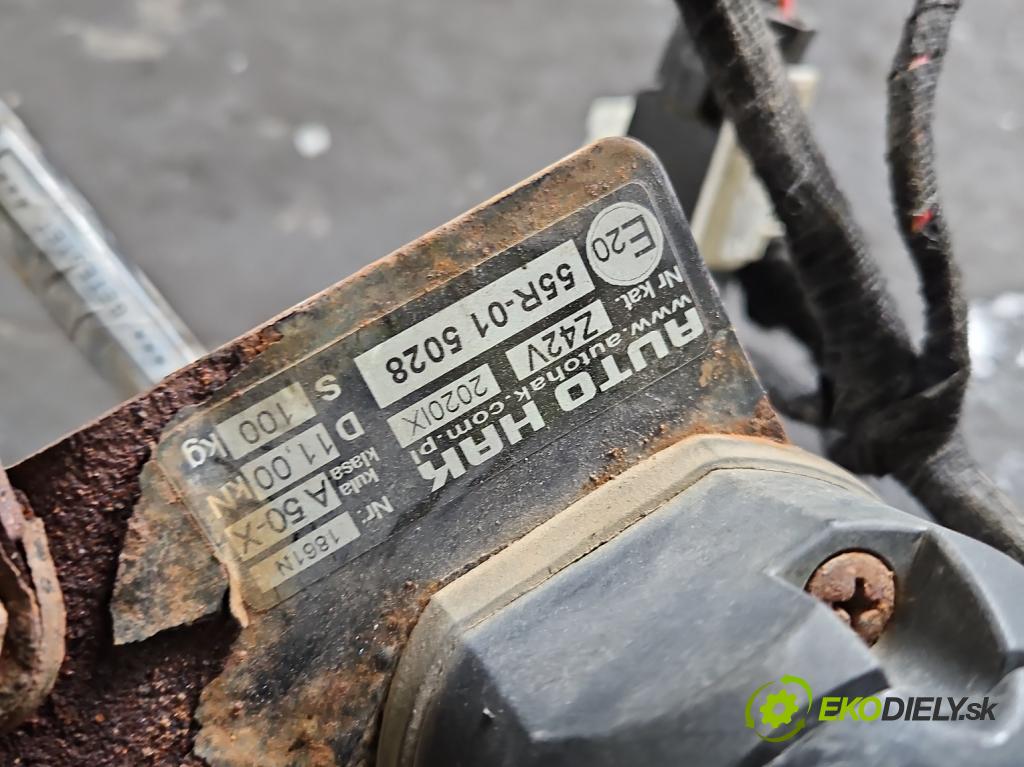 AUTO HAK
www.autohak.com.pl
Nr kat. Z42V 2020IX
E20 55R-01 5028
Nr. 1861N
kula klasa A 50-X
D 11,00 kN
S 100 kg
EKODIELY.sk